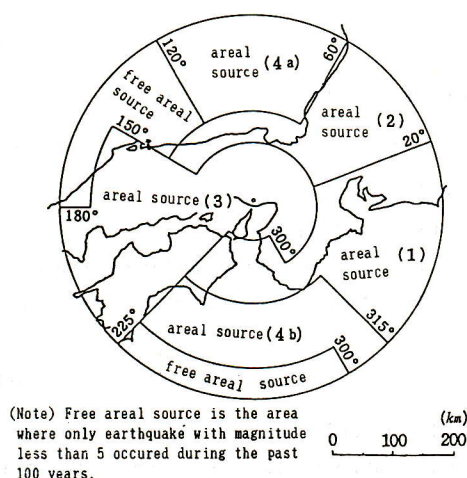 120°
areal
source (4a)
60°
free areal
source
150°
areal
source (2)
20°
areal source (3)
180°
300°
areal
source (1)
225°
areal source (4b)
315°
300°
free areal source
(Note) Free areal source is the area
where only earthquake with magnitude
less than 5 occured during the past
100 years.
(km)
0 100 200